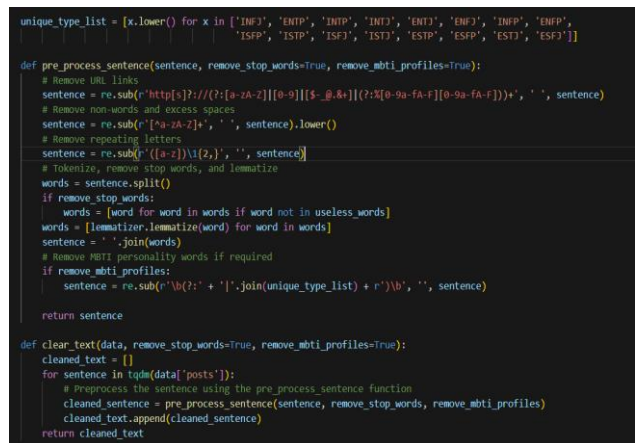 unique_type_list = [x.lower() for x in ['INFJ', 'ENTP', 'INTP', 'INTJ', 'ENTJ', 'ENFJ', 'INFP', 'ENFP',
'ISFP', 'ISTP', 'ISFJ', 'ISTJ', 'ESTP', 'ESFP', 'ESTJ', 'ESFJ']]
def pre_process_sentence(sentence, remove_stop_words=True, remove_mbti_profiles=True):
# Remove URL links
sentence = re.sub(r'http[s]?://(?:[a-zA-Z]|[0-9]|[$-_@.&+]|(?:%[0-9a-fA-F][0-9a-fA-F]))+', ' ', sentence)
# Remove non-words and excess spaces
sentence = re.sub(r'[^a-zA-Z]+', ' ', sentence).lower()
# Remove repeating letters
sentence = re.sub(r'([a-z])\1{2,}', '', sentence)
# Tokenize, remove stop words, and lemmatize
words = sentence.split()
if remove_stop_words:
words = [word for word in words if word not in useless_words]
words = [lemmatizer.lemmatize(word) for word in words]
sentence = ' '.join(words)
# Remove MBTI personality words if required
if remove_mbti_profiles:
sentence = re.sub(r'\b(?:' + '|'.join(unique_type_list) + r')\b', '', sentence)
return sentence
def clear_text(data, remove_stop_words=True, remove_mbti_profiles=True):
cleaned_text = []
for sentence in tqdm(data['posts']):
# Preprocess the sentence using the pre_process_sentence function
cleaned_sentence = pre_process_sentence(sentence, remove_stop_words, remove_mbti_profiles)
cleaned_text.append(cleaned_sentence)
return cleaned_text